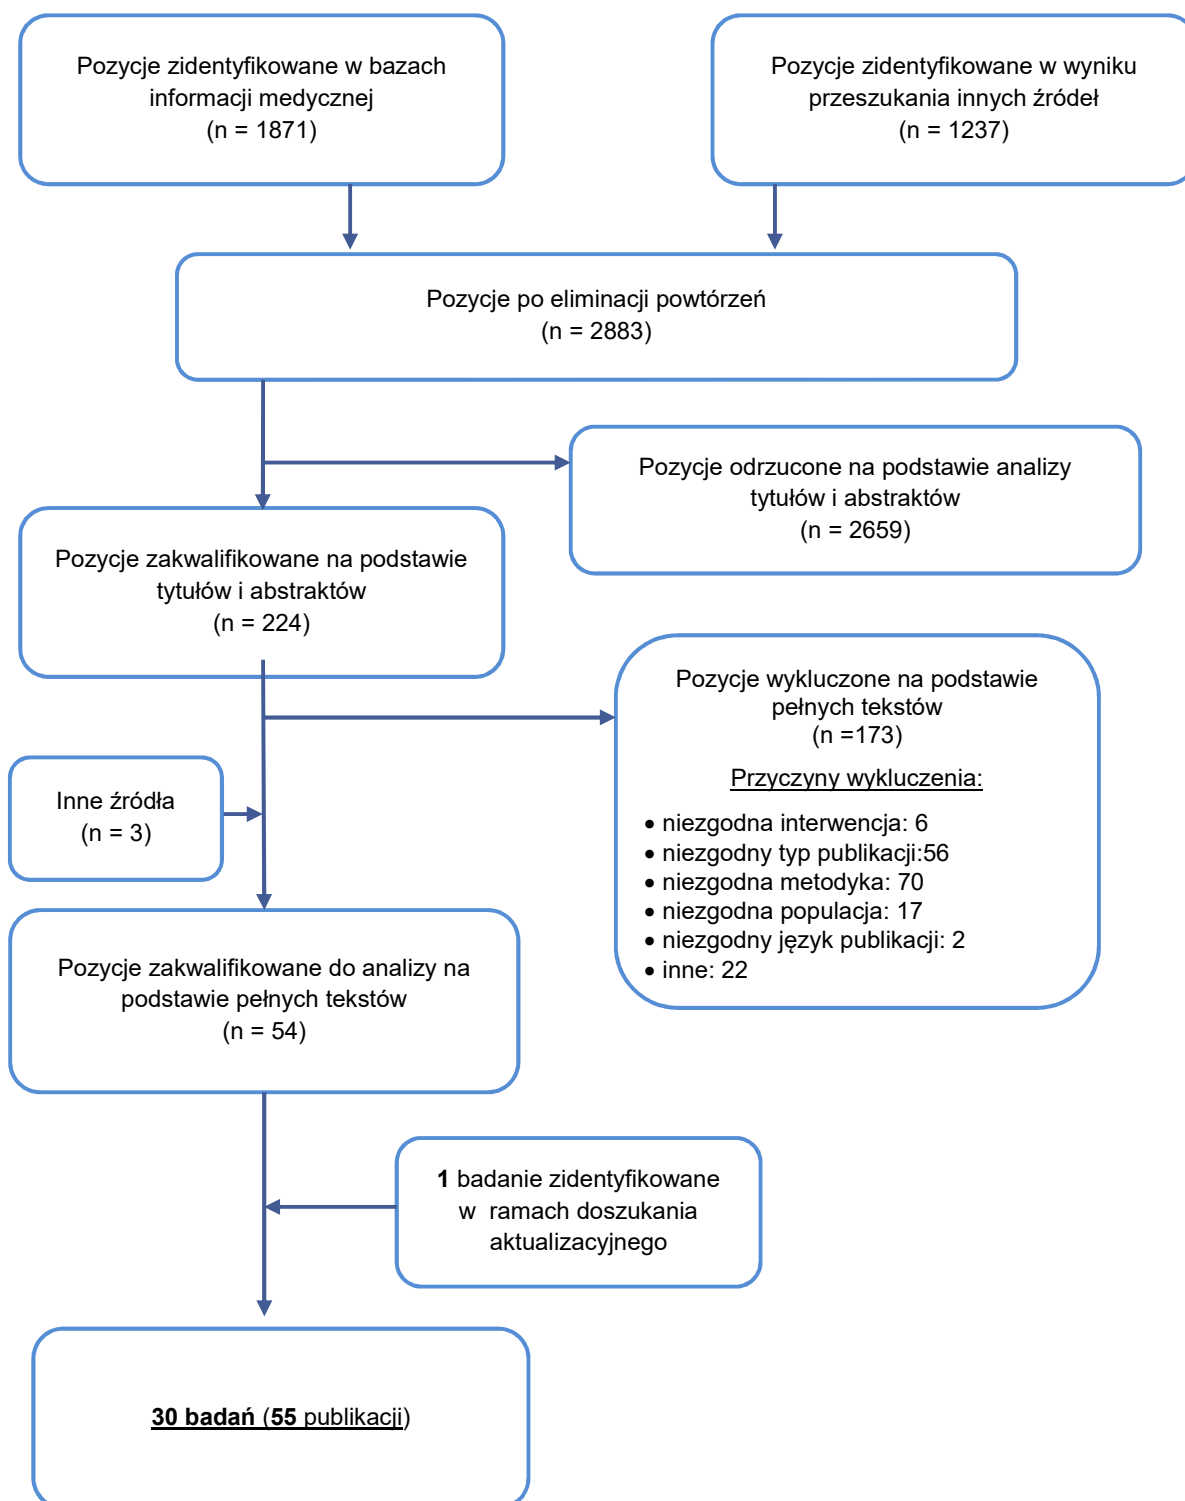 Pozycje zidentyfikowane w bazach
informacji medycznej
(n = 1871)
Pozycje zidentyfikowane w wyniku
przeszukania innych źródeł
(n = 1237)
Pozycje po eliminacji powtórzeń
(n = 2883)
Pozycje odrzucone na podstawie analizy
tytułów i abstraktów
(n = 2659)
Pozycje zakwalifikowane na podstawie
tytułów i abstraktów
(n = 224)
Pozycje wykluczone na podstawie
pełnych tekstów
(n =173)
Przyczyny wykluczenia:
• niezgodna interwencja: 6
• niezgodny typ publikacji:56
• niezgodna metodyka: 70
• niezgodna populacja: 17
• niezgodny język publikacji: 2
• inne: 22
Inne źródła
(n = 3)
Pozycje zakwalifikowane do analizy na
podstawie pełnych tekstów
(n = 54)
1 badanie zidentyfikowane
w ramach doszukania
aktualizacyjnego
30 badań (55 publikacji)